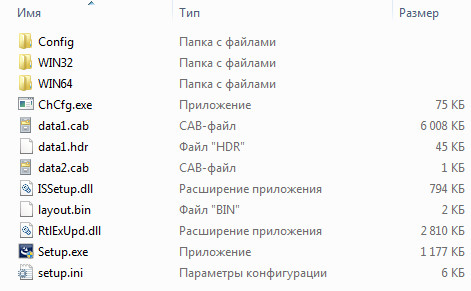 Имя Тип Размер
Config Папка с файлами
WIN32 Папка с файлами
WIN64 Папка с файлами
ChCfg.exe Приложение 75 КБ
data1.cab CAB-файл 6 008 КБ
data1.hdr Файл "HDR" 45 КБ
data2.cab CAB-файл 1 КБ
ISSetup.dll Расширение приложения 794 КБ
layout.bin Файл "BIN" 2 КБ
RtlExUpd.dll Расширение приложения 2 810 КБ
Setup.exe Приложение 1 177 КБ
setup.ini Параметры конфигурации 6 КБ